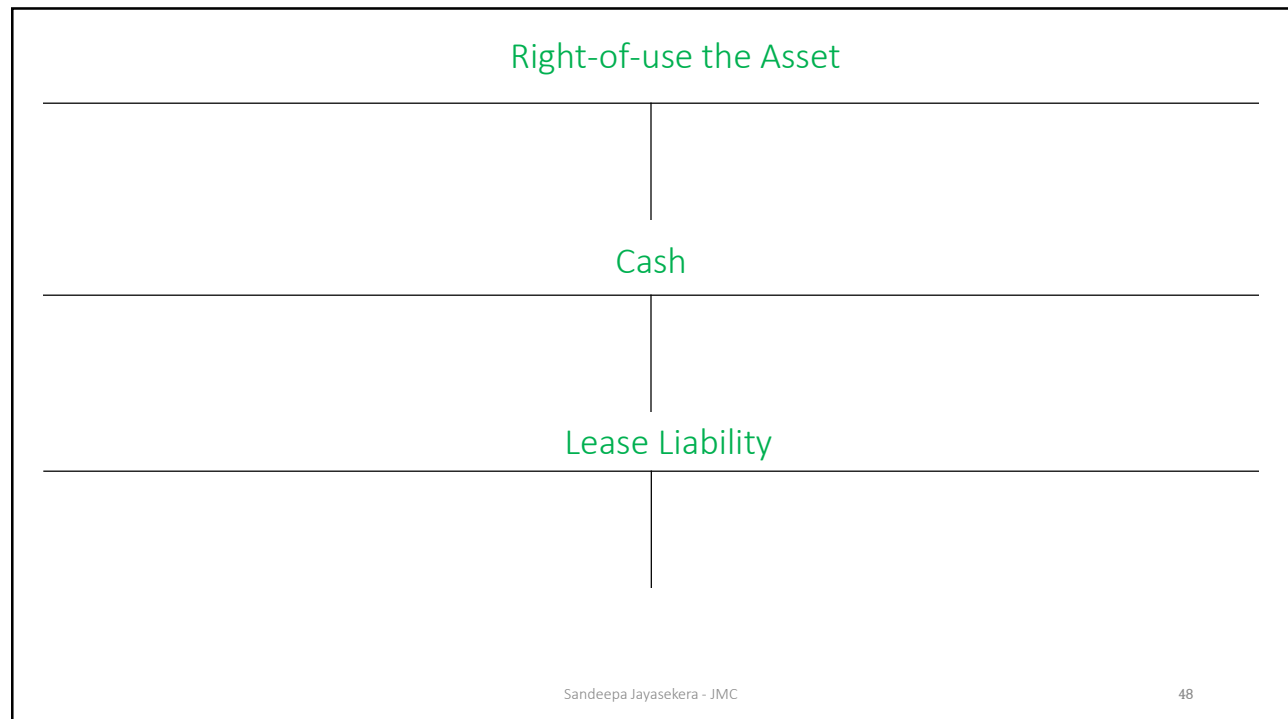 Right-of-use the Asset
Cash
Lease Liability
Sandeepa Jayasekera - JMC
48